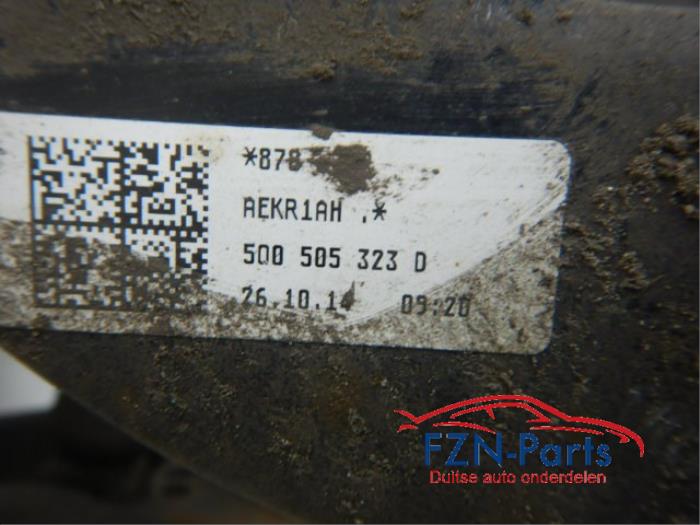 *878
AEKR1AH .*
5Q0 505 323 D
26.10.14 09:20
FZN-Parts
Duitse auto onderdelen